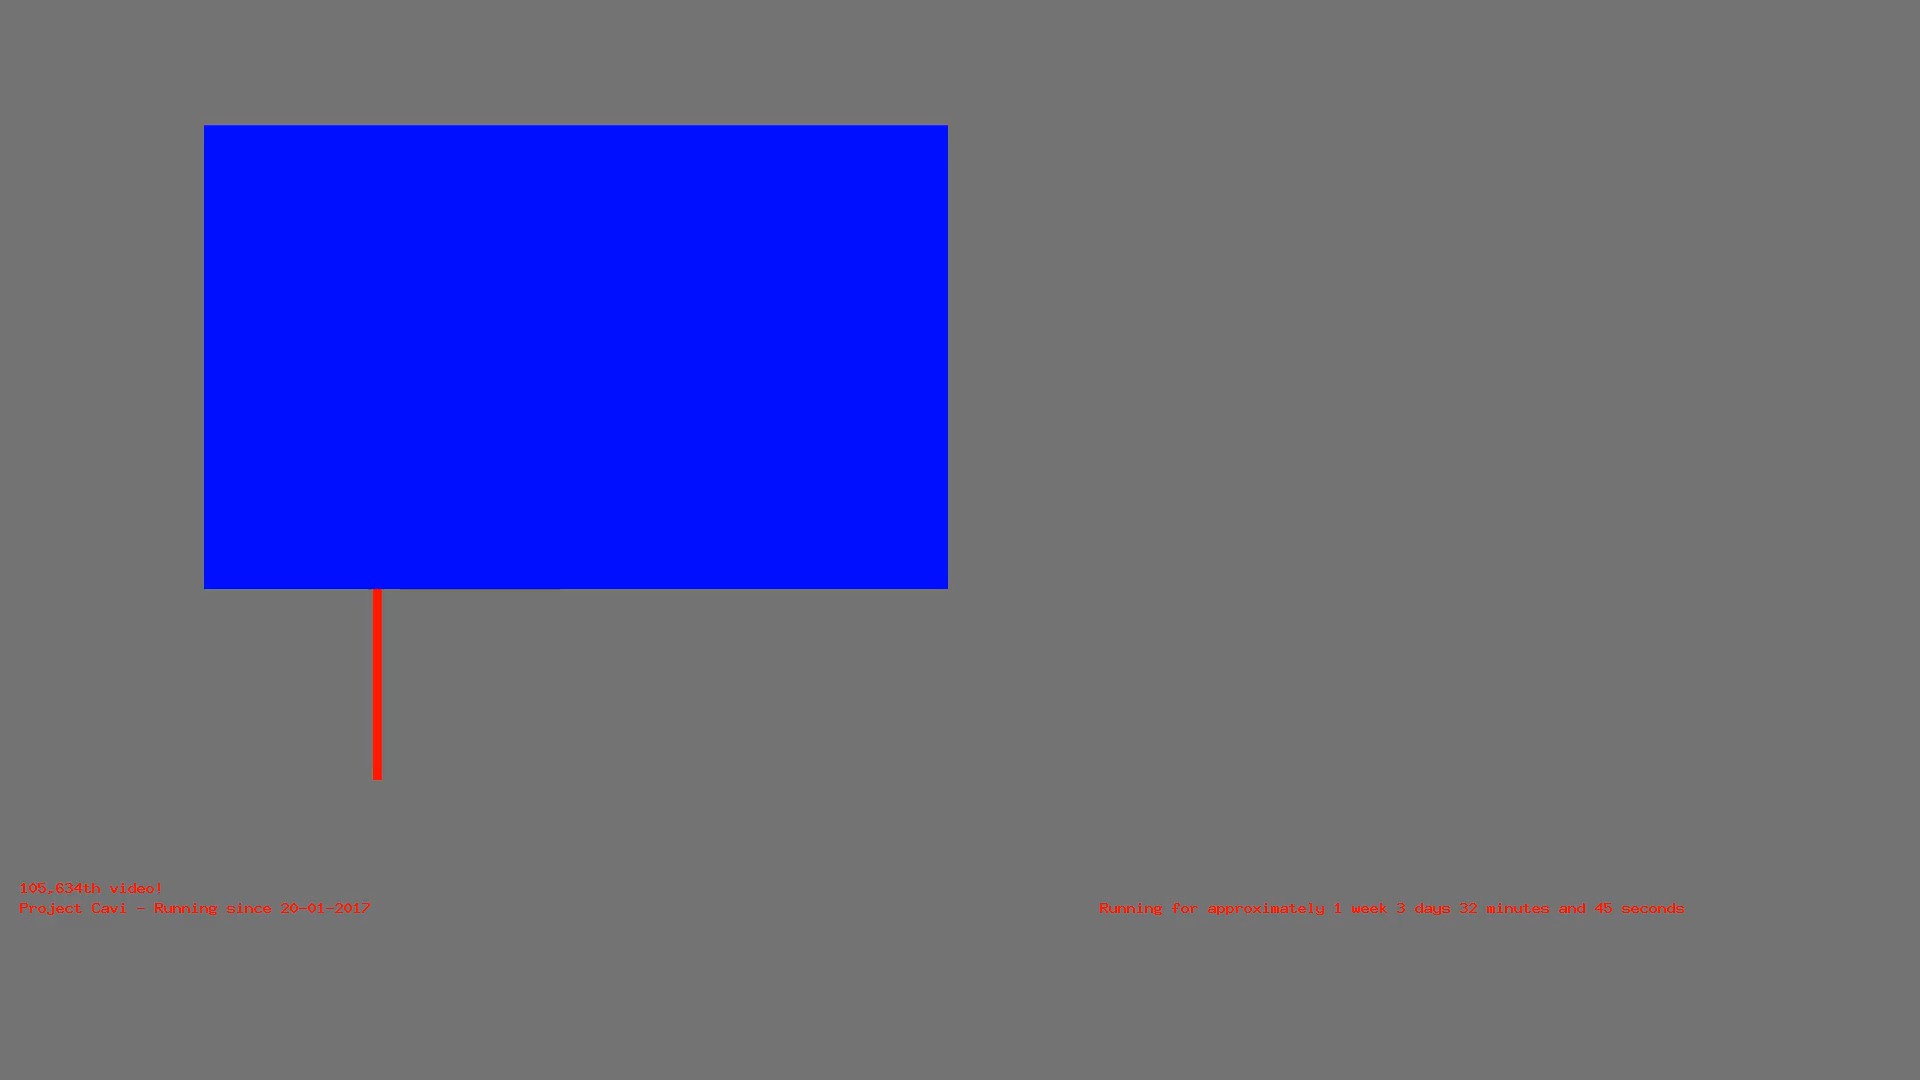 105,634th video!
Project Cavi - Running since 20-01-2017
Running for approximately 1 week 3 days 32 minutes and 45 seconds